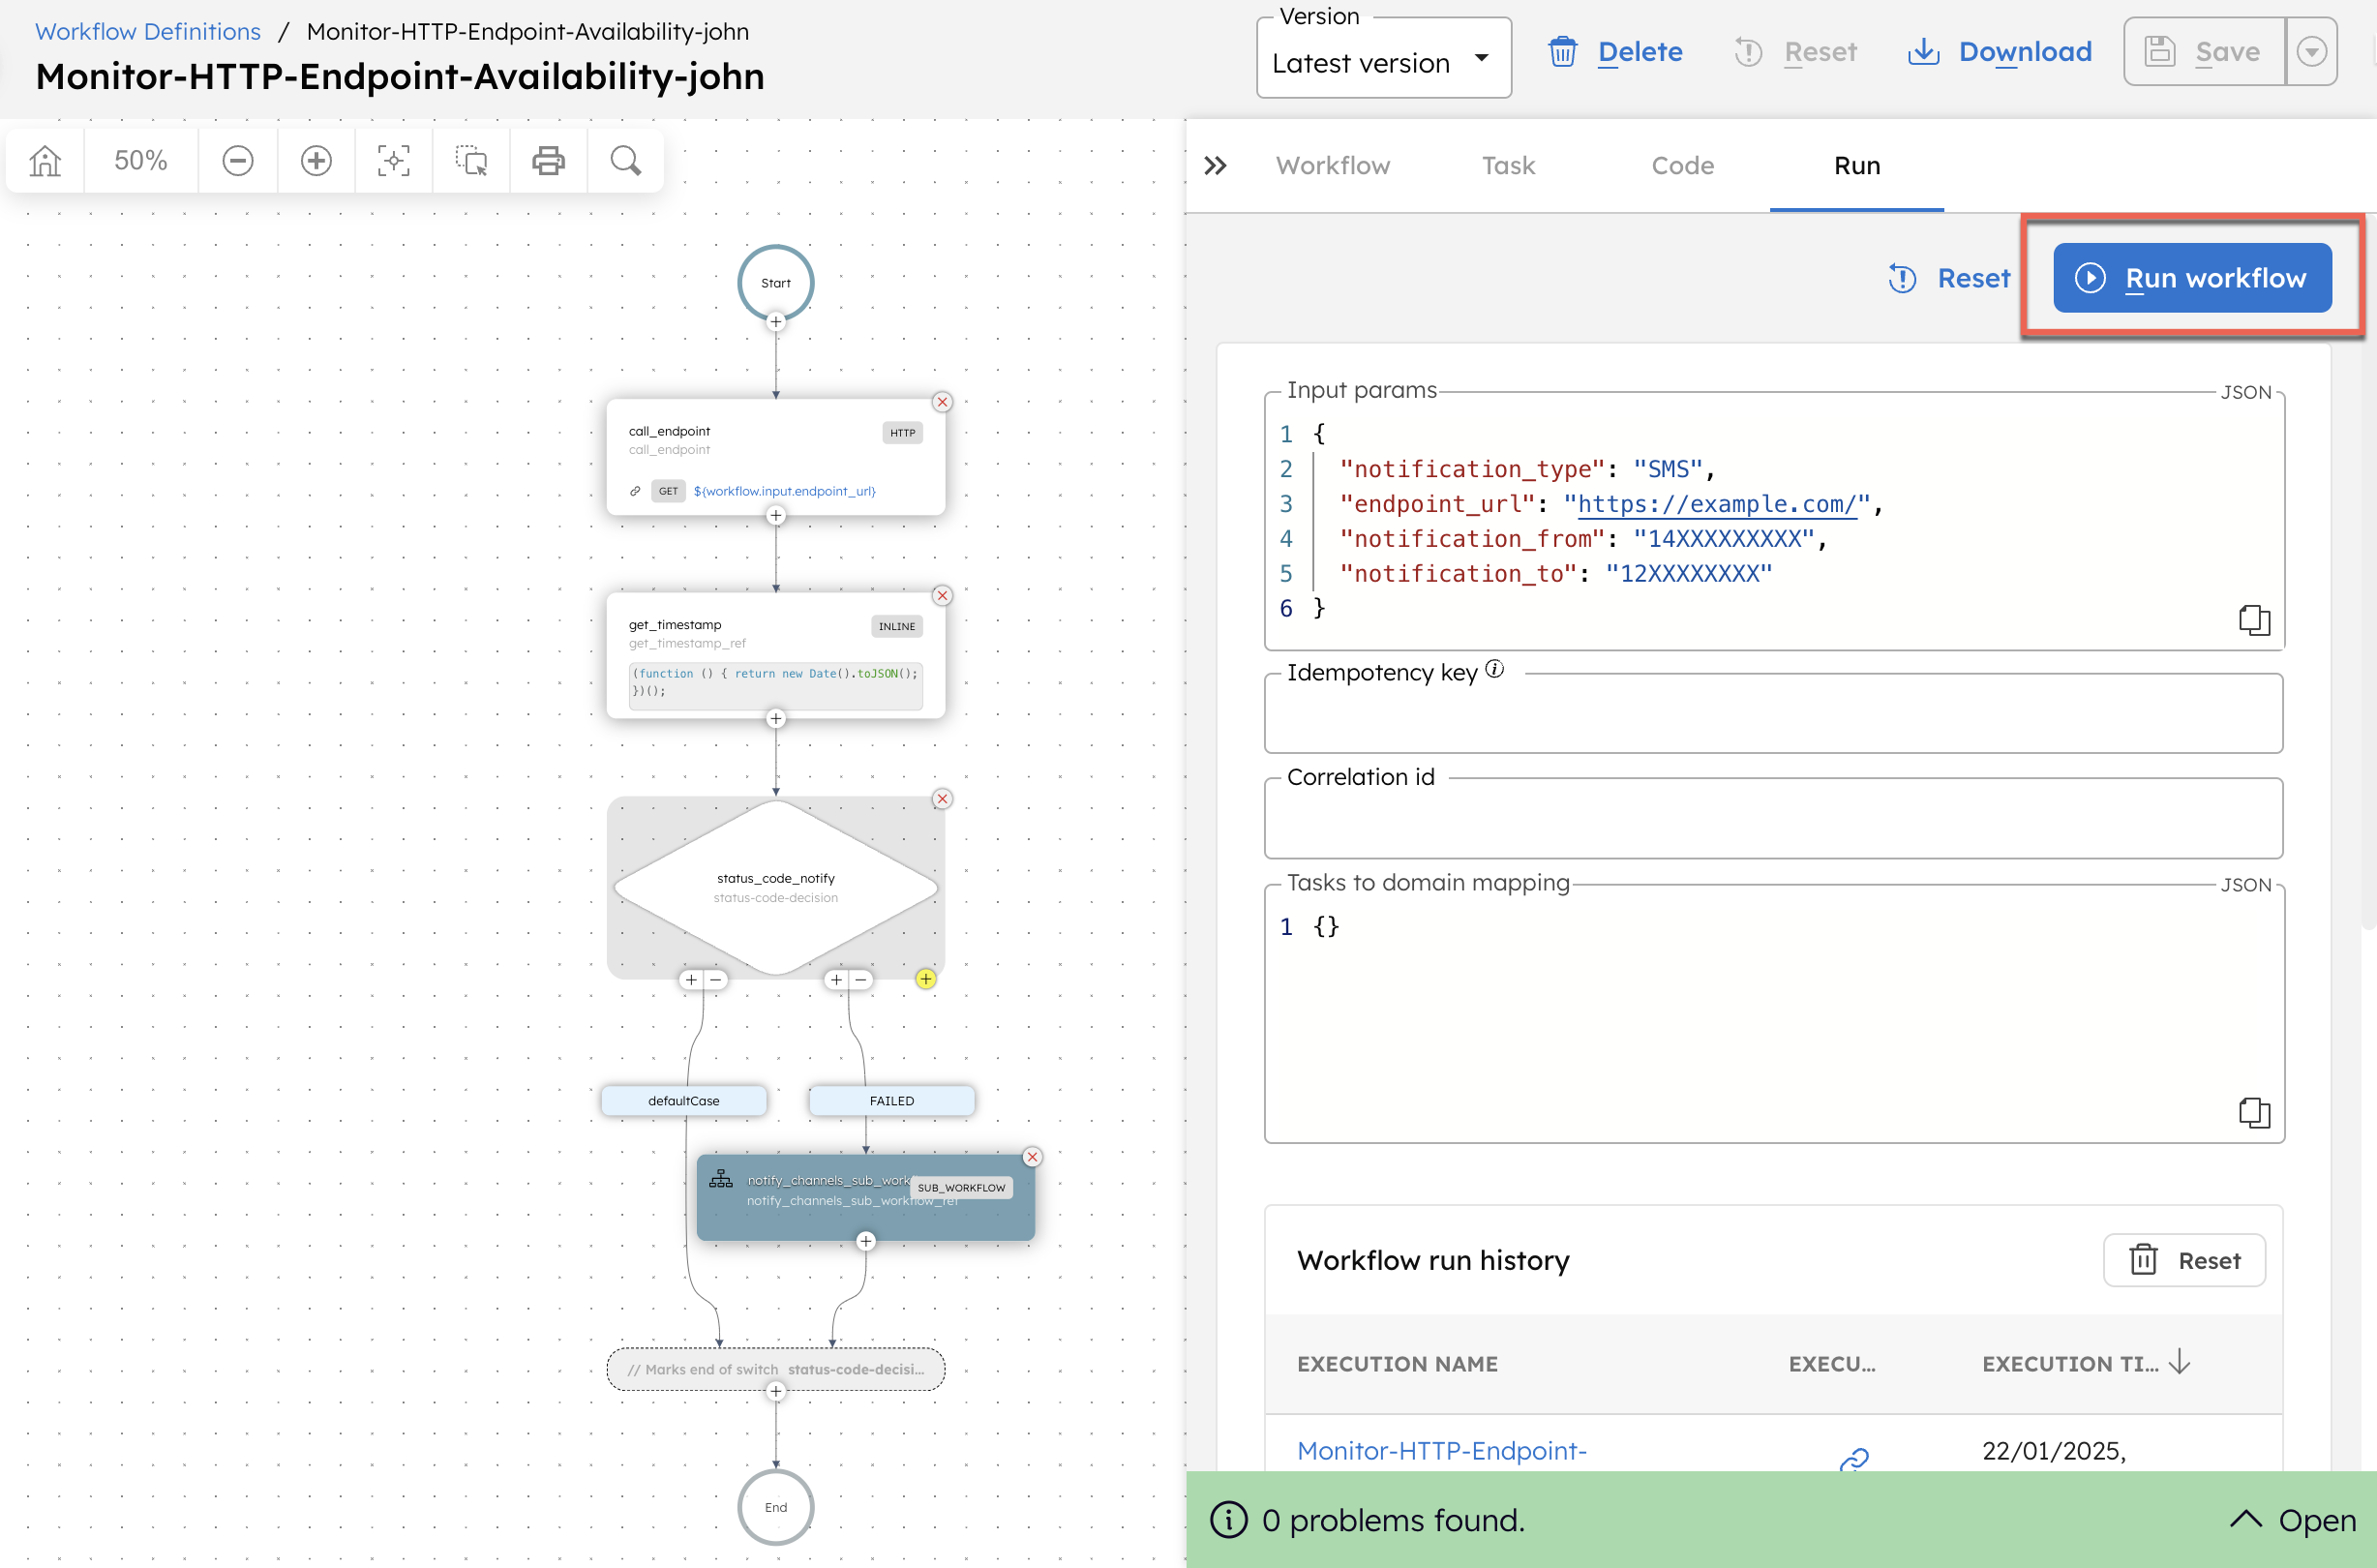 Workflow Definitions / Monitor-HTTP-Endpoint-Availability-john
Monitor-HTTP-Endpoint-Availability-john
Version
Latest version
Delete
Reset
Download
Save
50%
Workflow
Task
Code
Run
Reset
Run workflow
Start
call_endpoint
HTTP
call_endpoint
GET
${workflow.input.endpoint_url}
get_timestamp
INLINE
get_timestamp_ref
(function () { return new Date().toJSON();
})();
status_code_notify
status-code-decision
defaultCase
FAILED
notify_channels_sub_work
SUB_WORKFLOW
notify_channels_sub_workflow_ref
// Marks end of switch status-code-decisi...
End
Input params
JSON
1 {
2 "notification_type": "SMS",
3 "endpoint_url": "https://example.com/",
4 "notification_from": "14XXXXXXXXX",
5 "notification_to": "12XXXXXXXX"
6 }
Idempotency key
Correlation id
Tasks to domain mapping
JSON
1 {}
Workflow run history
Reset
EXECUTION NAME
EXECU...
EXECUTION TI...
Monitor-HTTP-Endpoint-
22/01/2025,
0 problems found.
Open